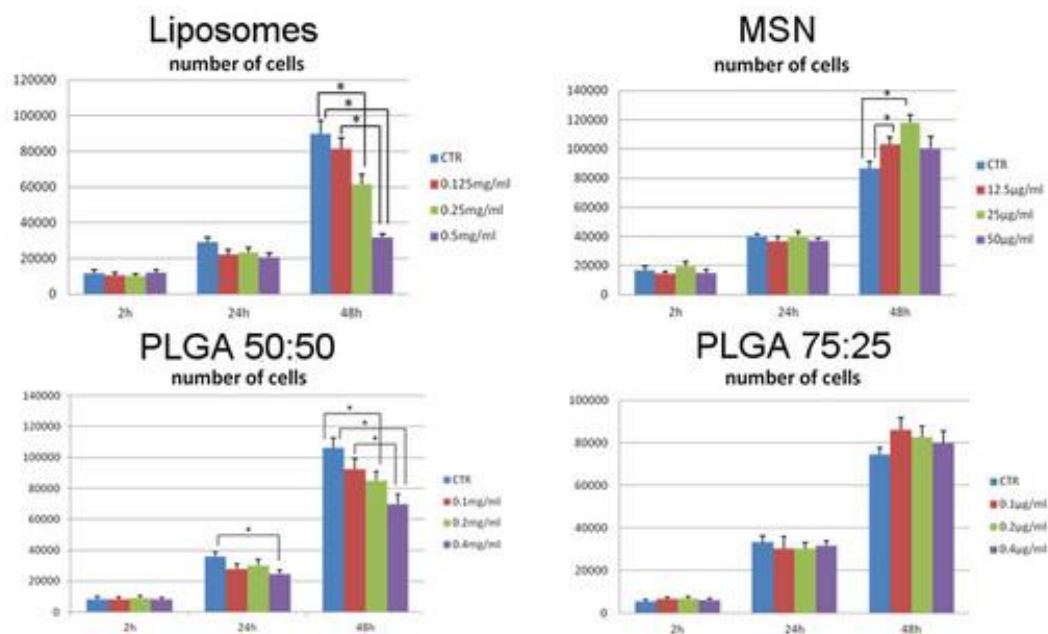 Liposomes
number of cells
120000
100000
80000
60000
40000
20000
0
2h 24h 48h
* * *
CTR
0.125mg/ml
0.25mg/ml
0.5mg/ml
MSN
number of cells
140000
120000
100000
80000
60000
40000
20000
0
2h 24h 48h
* *
CTR
12.5µg/ml
25µg/ml
50µg/ml
PLGA 50:50
number of cells
140000
120000
100000
80000
60000
40000
20000
0
2h 24h 48h
* * * *
CTR
0.1mg/ml
0.2mg/ml
0.4mg/ml
PLGA 75:25
number of cells
100000
80000
60000
40000
20000
0
2h 24h 48h
CTR
0.1µg/ml
0.2µg/ml
0.4µg/ml